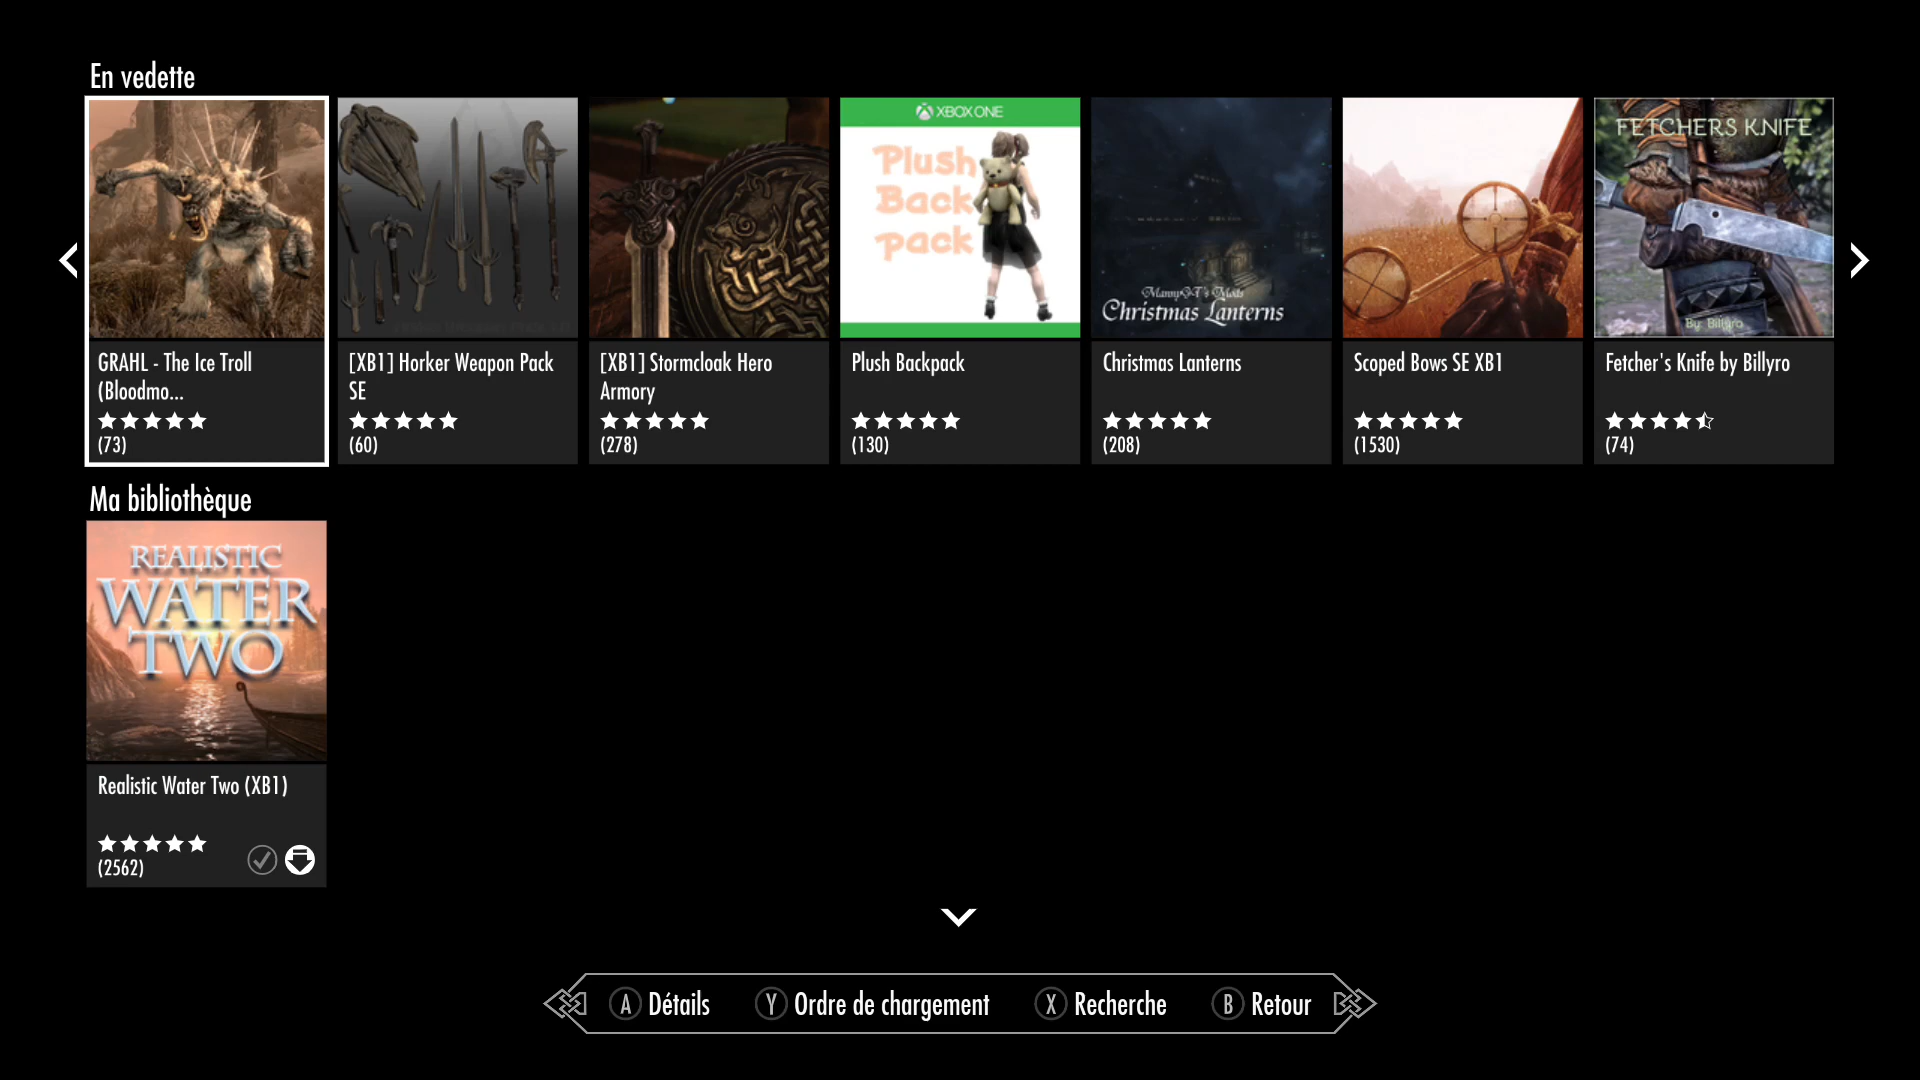 En vedette
XBOX ONE
Plush
Back
pack
MannyGT's Mods
Christmas Lanterns
FETCHERS KNIFE
By: Billyro
GRAHL - The Ice Troll
(Bloodmo...
(73)
[XB1] Horker Weapon Pack
SE
(60)
[XB1] Stormcloak Hero
Armory
(278)
Plush Backpack
(130)
Christmas Lanterns
(208)
Scoped Bows SE XB1
(1530)
Fetcher's Knife by Billyro
(74)
Ma bibliothèque
REALISTIC
WATER
TWO
Realistic Water Two (XB1)
(2562)
A Détails Y Ordre de chargement X Recherche B Retour